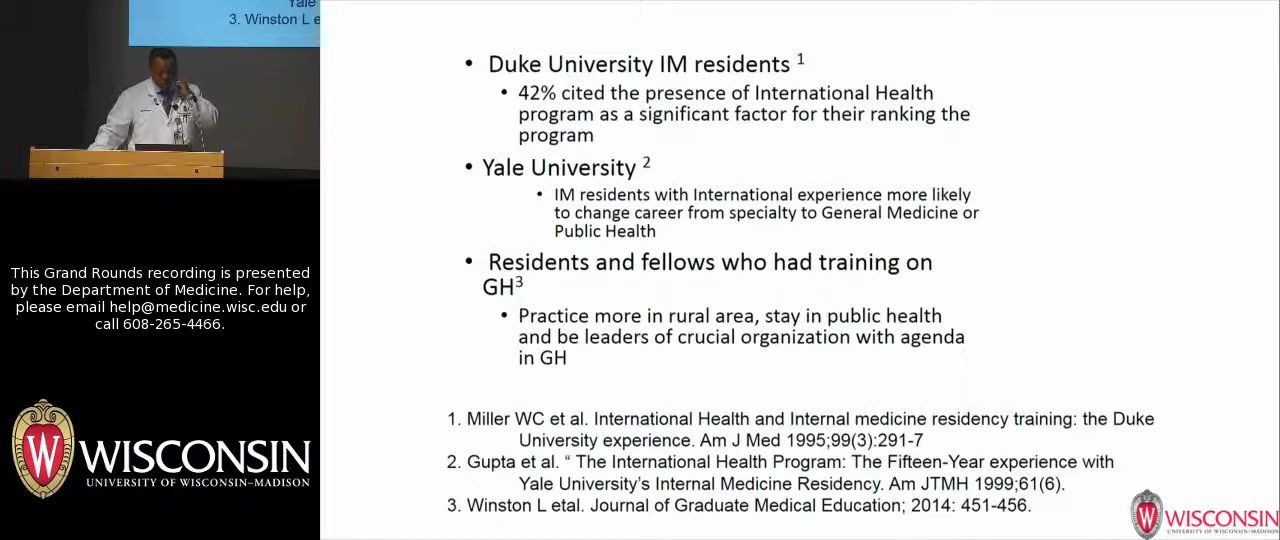 Yale
3. Winston L e
This Grand Rounds recording is presented
by the Department of Medicine. For help,
please email help@medicine.wisc.edu or
call 608-265-4466.
WISCONSIN
UNIVERSITY OF WISCONSIN–MADISON
• Duke University IM residents 1
• 42% cited the presence of International Health
program as a significant factor for their ranking the
program
• Yale University 2
• IM residents with International experience more likely
to change career from specialty to General Medicine or
Public Health
• Residents and fellows who had training on
GH3
• Practice more in rural area, stay in public health
and be leaders of crucial organization with agenda
in GH
1. Miller WC et al. International Health and Internal medicine residency training: the Duke
University experience. Am J Med 1995;99(3):291-7
2. Gupta et al. “ The International Health Program: The Fifteen-Year experience with
Yale University’s Internal Medicine Residency. Am JTMH 1999;61(6).
3. Winston L etal. Journal of Graduate Medical Education; 2014: 451-456.
WISCONSIN
UNIVERSITY OF WISCONSIN–MADISON